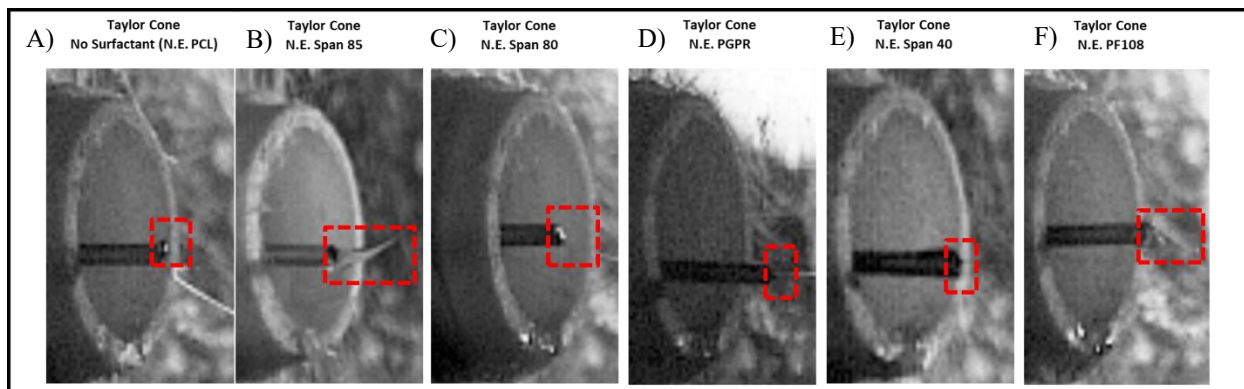 A)
Taylor Cone
No Surfactant (N.E. PCL)
B)
Taylor Cone
N.E. Span 85
C)
Taylor Cone
N.E. Span 80
D)
Taylor Cone
N.E. PGPR
E)
Taylor Cone
N.E. Span 40
F)
Taylor Cone
N.E. PF108